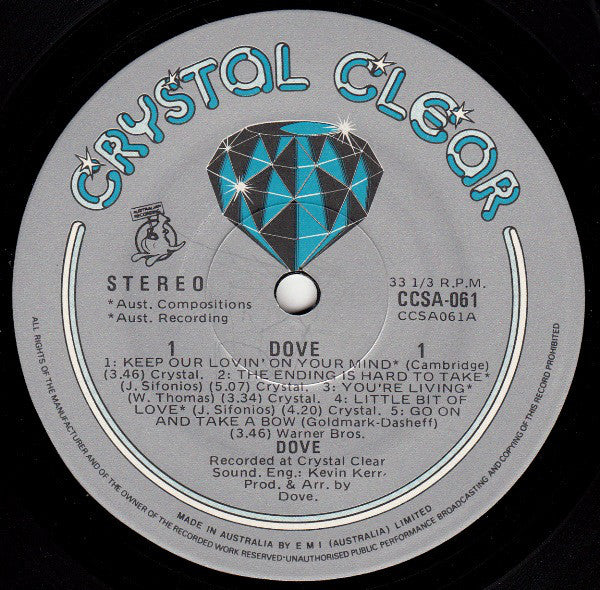 CRYSTAL CLEAR
AUSTRALIAN
RECORDING
STEREO
*Aust. Compositions
*Aust. Recording
33 1/3 R.P.M.
CCSA-061
CCSA061A
1 DOVE 1
1: KEEP OUR LOVIN' ON YOUR MIND* (Cambridge)
(3.46) Crystal. 2: THE ENDING IS HARD TO TAKE*
(J. Sifonios) (5.07) Crystal. 3: YOU'RE LIVING*
(W. Thomas) (3.34) Crystal. 4: LITTLE BIT OF
LOVE* (J. Sifonios) (4.20) Crystal. 5: GO ON
AND TAKE A BOW (Goldmark-Dasheff)
(3.46) Warner Bros.
DOVE
Recorded at Crystal Clear
Sound. Eng.: Kevin Kerr.
Prod. & Arr. by
Dove.
MADE IN AUSTRALIA BY E M I (AUSTRALIA) LIMITED
ALL RIGHTS OF THE MANUFACTURER AND OF THE OWNER OF THE RECORDED WORK RESERVED·UNAUTHORISED PUBLIC PERFORMANCE BROADCASTING AND COPYING OF THIS RECORD PROHIBITED